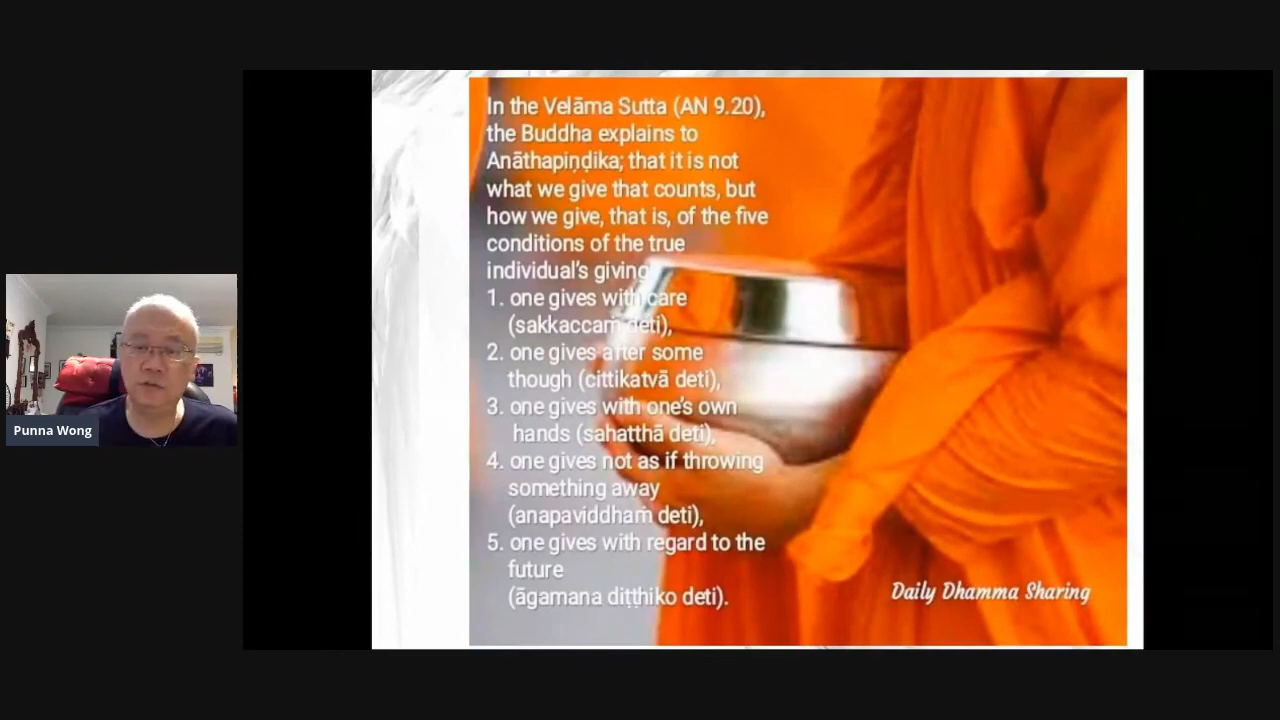 In the Velāma Sutta (AN 9.20),
the Buddha explains to
Anāthapiṇḍika; that it is not
what we give that counts, but
how we give, that is, of the five
conditions of the true
individual's giving
1. one gives with care
(sakkaccaṁ deti),
2. one gives after some
though (cittikatvā deti),
3. one gives with one's own
hands (sahatthā deti),
4. one gives not as if throwing
something away
(anapaviddhaṁ deti),
5. one gives with regard to the
future
(āgamana diṭṭhiko deti).
Daily Dhamma Sharing
Punna Wong